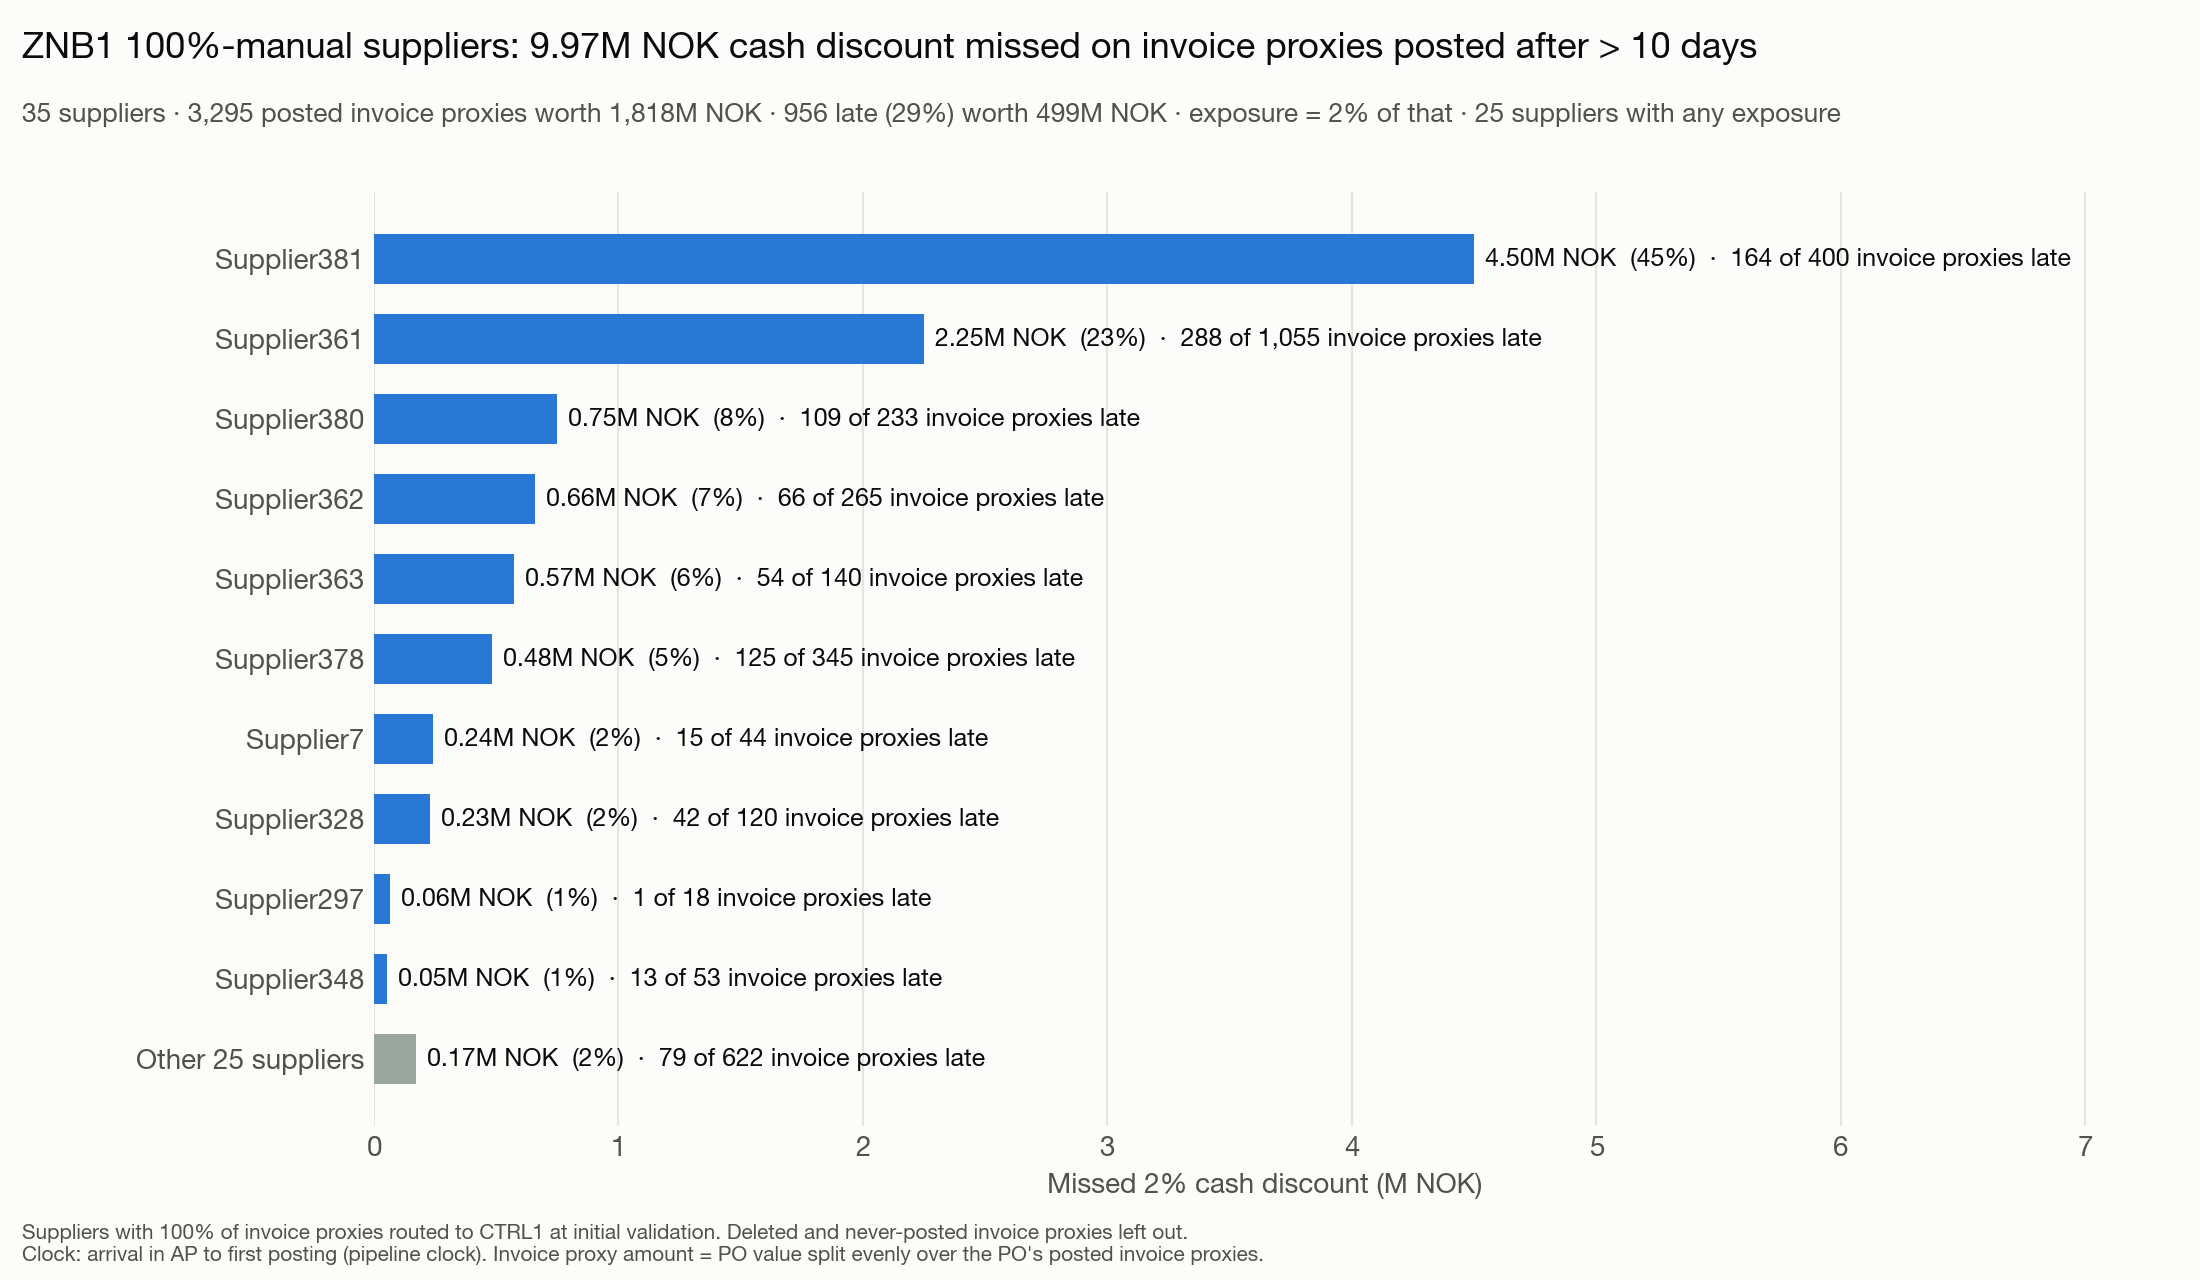 ZNB1 100%-manual suppliers: 9.97M NOK cash discount missed on invoice proxies posted after > 10 days
35 suppliers · 3,295 posted invoice proxies worth 1,818M NOK · 956 late (29%) worth 499M NOK · exposure = 2% of that · 25 suppliers with any exposure
Supplier381 4.50M NOK (45%) · 164 of 400 invoice proxies late
Supplier361 2.25M NOK (23%) · 288 of 1,055 invoice proxies late
Supplier380 0.75M NOK (8%) · 109 of 233 invoice proxies late
Supplier362 0.66M NOK (7%) · 66 of 265 invoice proxies late
Supplier363 0.57M NOK (6%) · 54 of 140 invoice proxies late
Supplier378 0.48M NOK (5%) · 125 of 345 invoice proxies late
Supplier7 0.24M NOK (2%) · 15 of 44 invoice proxies late
Supplier328 0.23M NOK (2%) · 42 of 120 invoice proxies late
Supplier297 0.06M NOK (1%) · 1 of 18 invoice proxies late
Supplier348 0.05M NOK (1%) · 13 of 53 invoice proxies late
Other 25 suppliers 0.17M NOK (2%) · 79 of 622 invoice proxies late
0 1 2 3 4 5 6 7
Missed 2% cash discount (M NOK)
Suppliers with 100% of invoice proxies routed to CTRL1 at initial validation. Deleted and never-posted invoice proxies left out.
Clock: arrival in AP to first posting (pipeline clock). Invoice proxy amount = PO value split evenly over the PO's posted invoice proxies.